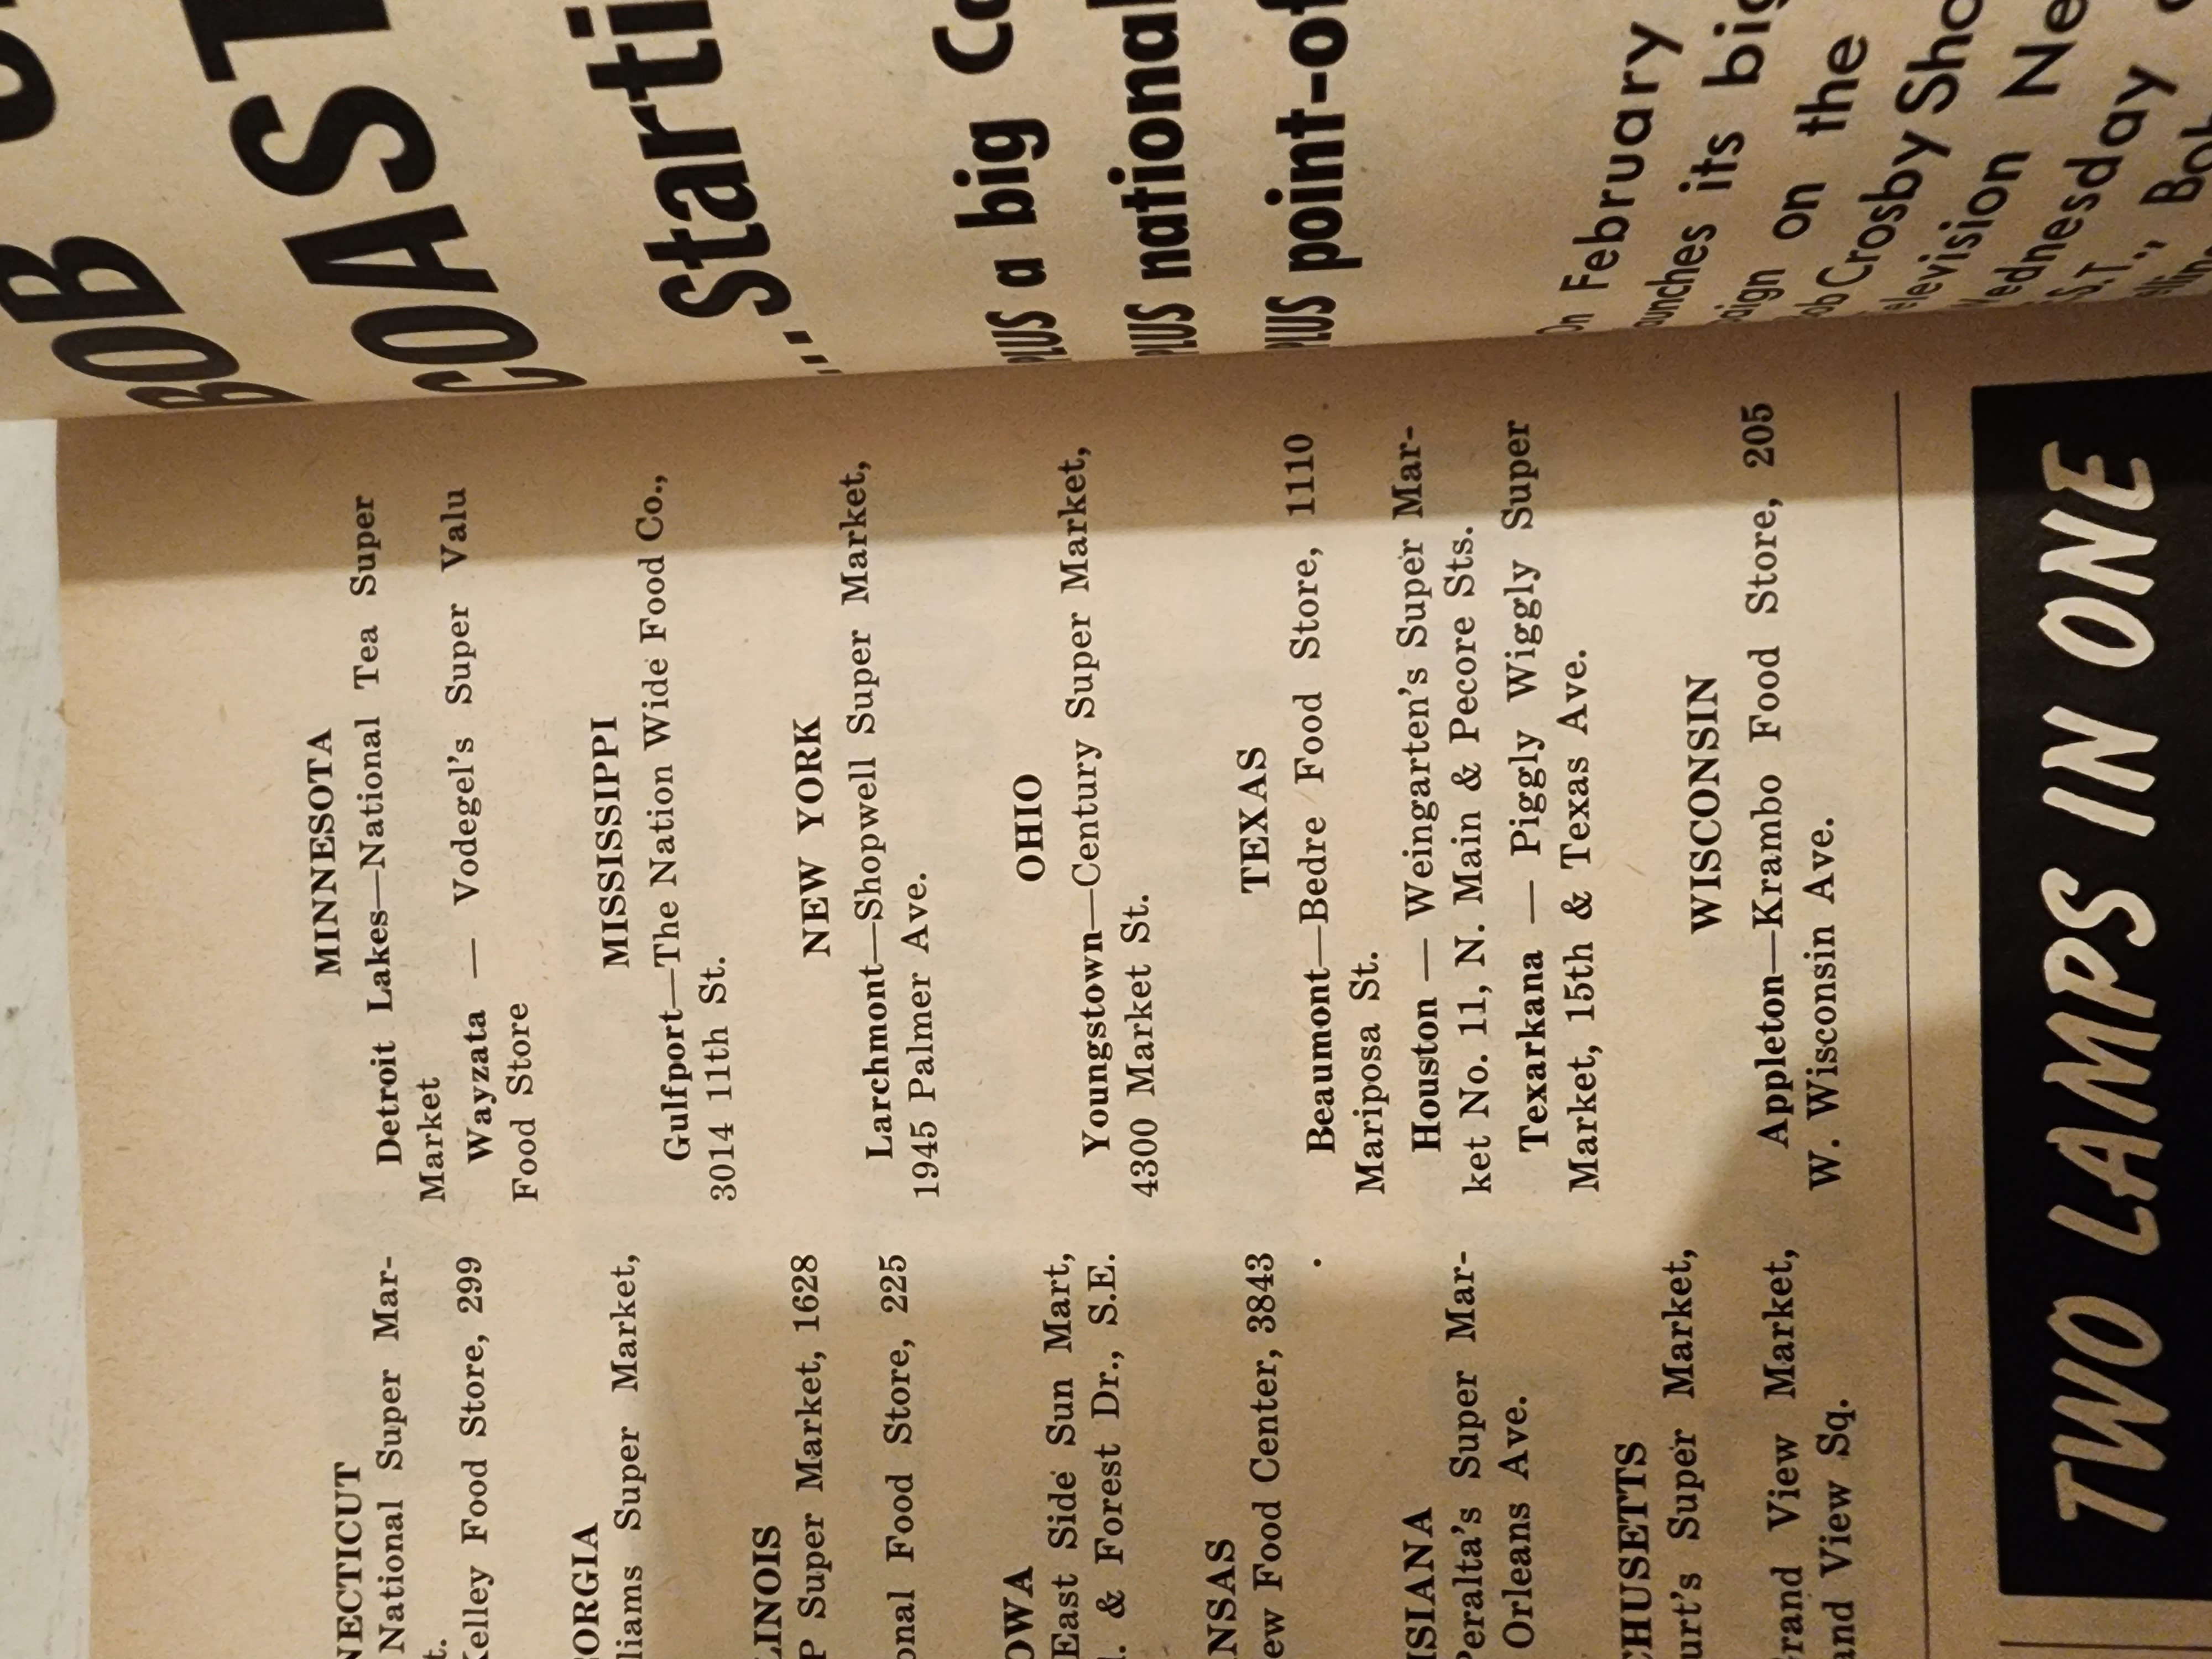 NECTICUT
National Super Mar-
t.
Kelley Food Store, 299
ORGIA
liams Super Market,
LINOIS
P Super Market, 1628
onal Food Store, 225
OWA
East Side Sun Mart,
. & Forest Dr., S.E.
NSAS
ew Food Center, 3843
.
ISIANA
Peralta's Super Mar-
Orleans Ave.
CHUSETTS
urt's Super Market,
rand View Market,
and View Sq.
MINNESOTA
Detroit Lakes—National Tea Super
Market
Wayzata — Vodegel's Super Valu
Food Store
MISSISSIPPI
Gulfport—The Nation Wide Food Co.,
3014 11th St.
NEW YORK
Larchmont—Shopwell Super Market,
1945 Palmer Ave.
OHIO
Youngstown—Century Super Market,
4300 Market St.
TEXAS
Beaumont—Bedre Food Store, 1110
Mariposa St.
Houston — Weingarten's Super Mar-
ket No. 11, N. Main & Pecore Sts.
Texarkana — Piggly Wiggly Super
Market, 15th & Texas Ave.
WISCONSIN
Appleton—Krambo Food Store, 205
W. Wisconsin Ave.
TWO LAMPS IN ONE
BOB
COAST
...Starti
PLUS a big Co
PLUS national
PLUS point-of
On February
aunches its big
aign on the
ob Crosby Sho
elevision Ne
Wednesday
S.T., Bob